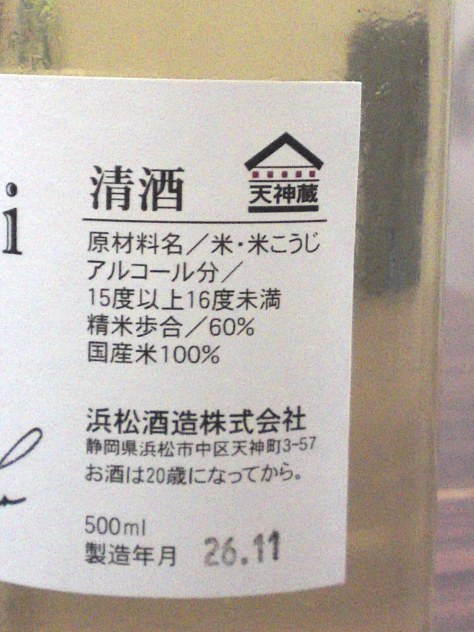 i
清酒
天神蔵
原材料名／米・米こうじ
アルコール分／
15度以上16度未満
精米歩合／60%
国産米100%
浜松酒造株式会社
静岡県浜松市中区天神町3-57
お酒は20歳になってから。
500ml
製造年月 26.11